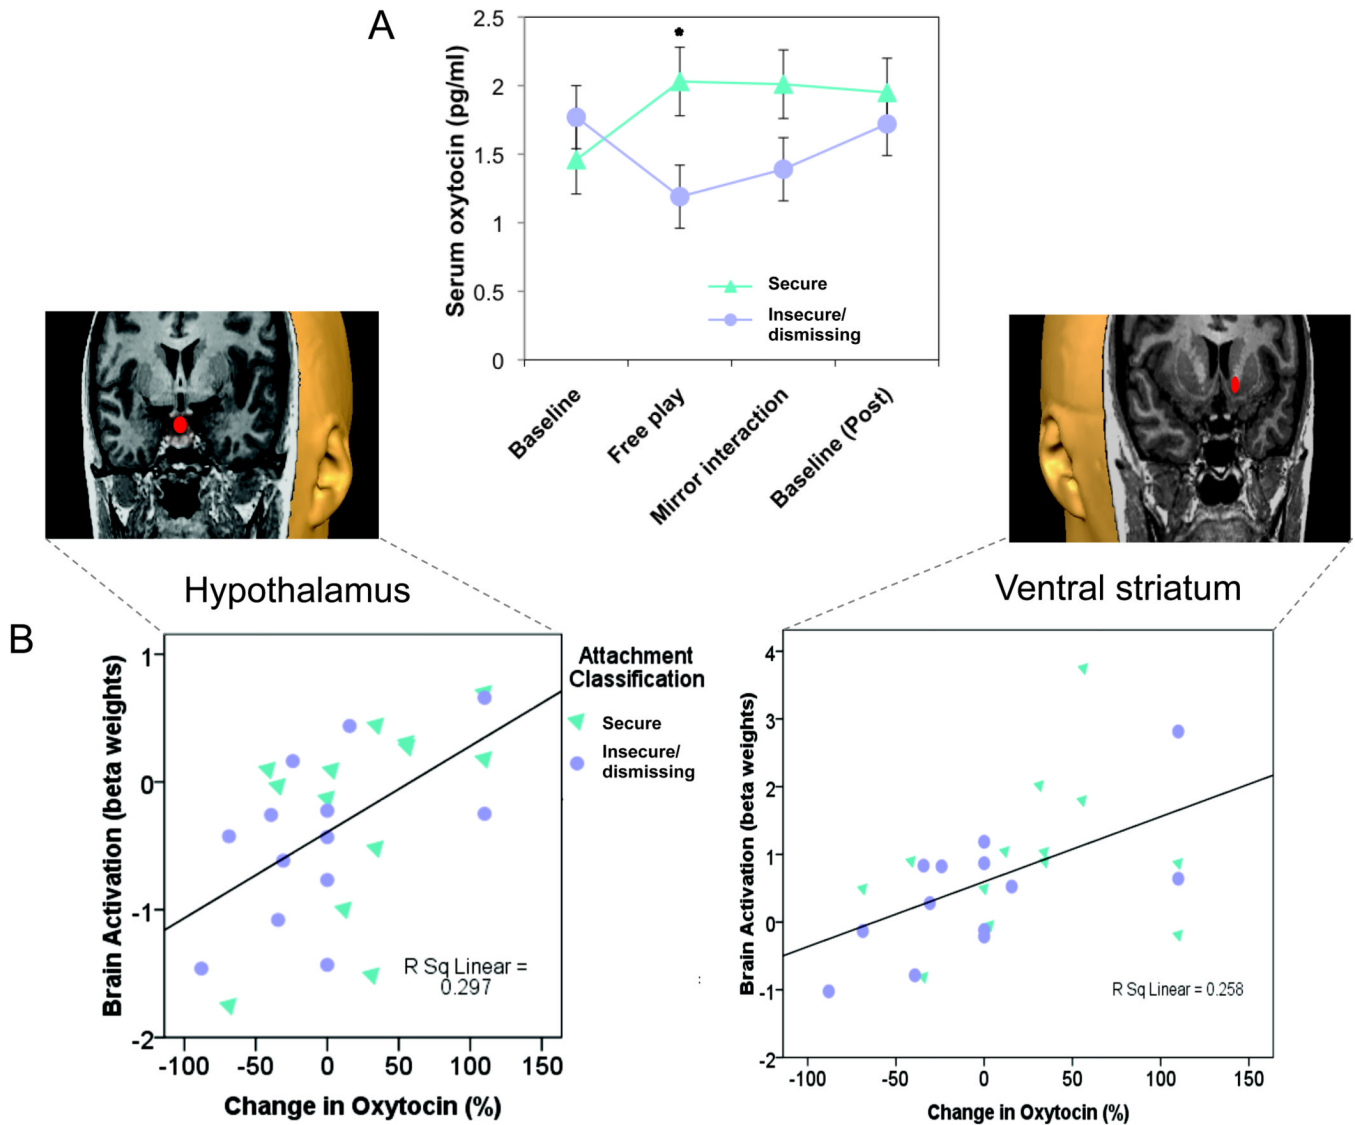 A
Serum oxytocin (pg/ml)
2.5
2
1.5
1
0.5
0
*
Secure
Insecure/
dismissing
Baseline
Free play
Mirror interaction
Baseline (Post)
Hypothalamus
Ventral striatum
B
Brain Activation (beta weights)
1
0
-1
-2
R Sq Linear =
0.297
-100
-50
0
50
100
150
Change in Oxytocin (%)
Attachment
Classification
Secure
Insecure/
dismissing
:
Brain Activation (beta weights)
4
3
2
1
0
-1
-2
R Sq Linear = 0.258
-100
-50
0
50
100
150
Change in Oxytocin (%)